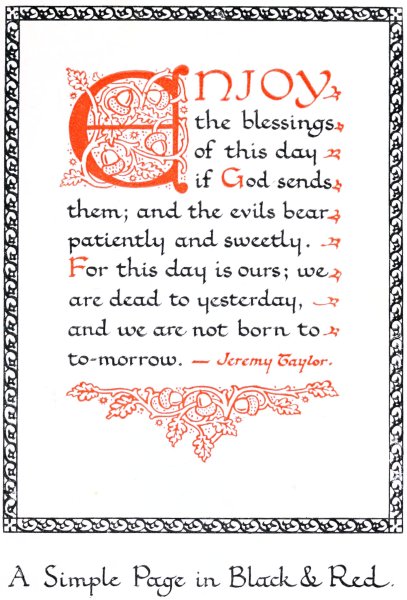 ENJOY
the blessings
of this day
if God sends
them; and the evils bear
patiently and sweetly.
For this day is ours; we
are dead to yesterday,
and we are not born to
to-morrow. — Jeremy Taylor.
A Simple Page in Black & Red.